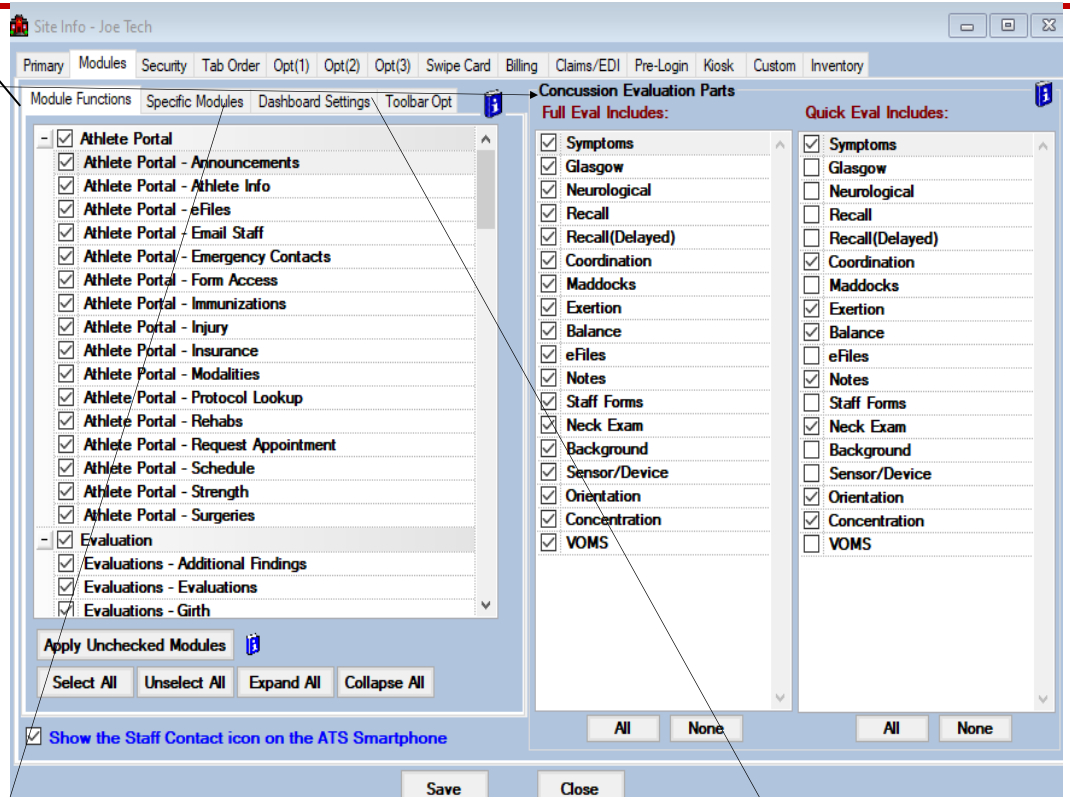 Site Info - Joe Tech
Primary Modules Security Tab Order Opt(1) Opt(2) Opt(3) Swipe Card Billing Claims/EDI Pre-Login Kiosk Custom Inventory
Module Functions Specific Modules Dashboard Settings Toolbar Opt
Athlete Portal
Athlete Portal - Announcements
Athlete Portal - Athlete Info
Athlete Portal - eFiles
Athlete Portal - Email Staff
Athlete Portal - Emergency Contacts
Athlete Portal - Form Access
Athlete Portal - Immunizations
Athlete Portal - Injury
Athlete Portal - Insurance
Athlete Portal - Modalities
Athlete Portal - Protocol Lookup
Athlete Portal - Rehabs
Athlete Portal - Request Appointment
Athlete Portal - Schedule
Athlete Portal - Strength
Athlete Portal - Surgeries
Evaluation
Evaluations - Additional Findings
Evaluations - Evaluations
Evaluations - Girth
Apply Unchecked Modules
Select All Unselect All Expand All Collapse All
Show the Staff Contact icon on the ATS Smartphone
Concussion Evaluation Parts
Full Eval Includes:
Symptoms
Glasgow
Neurological
Recall
Recall(Delayed)
Coordination
Maddocks
Exertion
Balance
eFiles
Notes
Staff Forms
Neck Exam
Background
Sensor/Device
Orientation
Concentration
VOMS
All None
Quick Eval Includes:
Symptoms
Glasgow
Neurological
Recall
Recall(Delayed)
Coordination
Maddocks
Exertion
Balance
eFiles
Notes
Staff Forms
Neck Exam
Background
Sensor/Device
Orientation
Concentration
VOMS
All None
Save Close